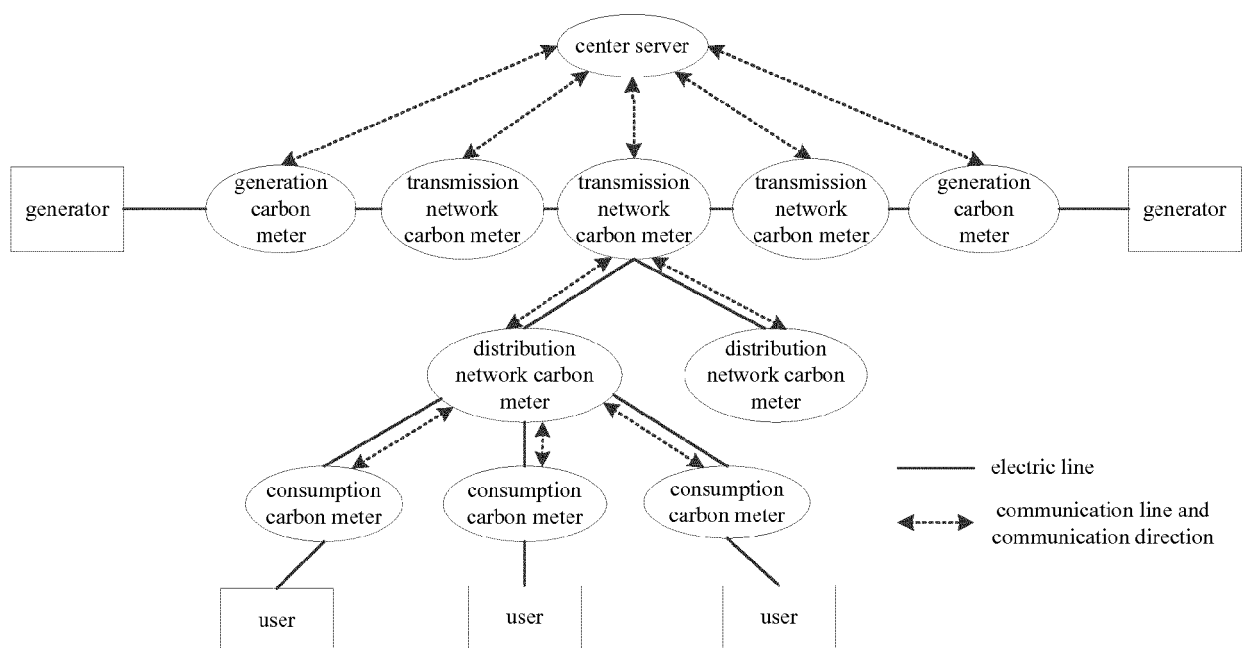 center server
generator
generation
carbon
meter
transmission
network
carbon meter
transmission
network
carbon meter
transmission
network
carbon meter
generation
carbon
meter
generator
distribution
network carbon
meter
distribution
network carbon
meter
consumption
carbon meter
consumption
carbon meter
consumption
carbon meter
electric line
communication line and
communication direction
user
user
user